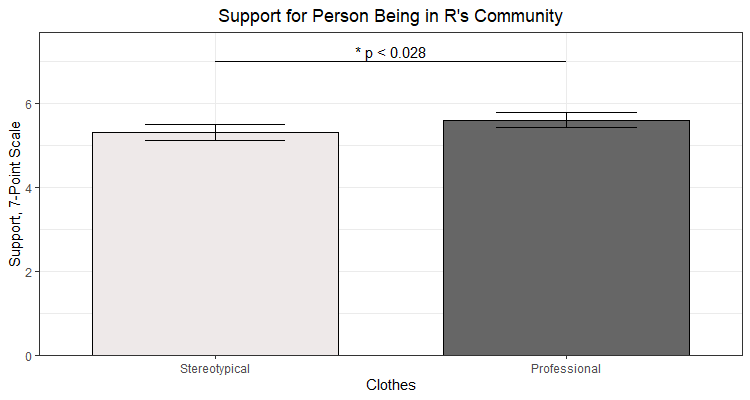 Support for Person Being in R's Community
* p < 0.028
Support, 7-Point Scale
6
4
2
0
Stereotypical
Professional
Clothes